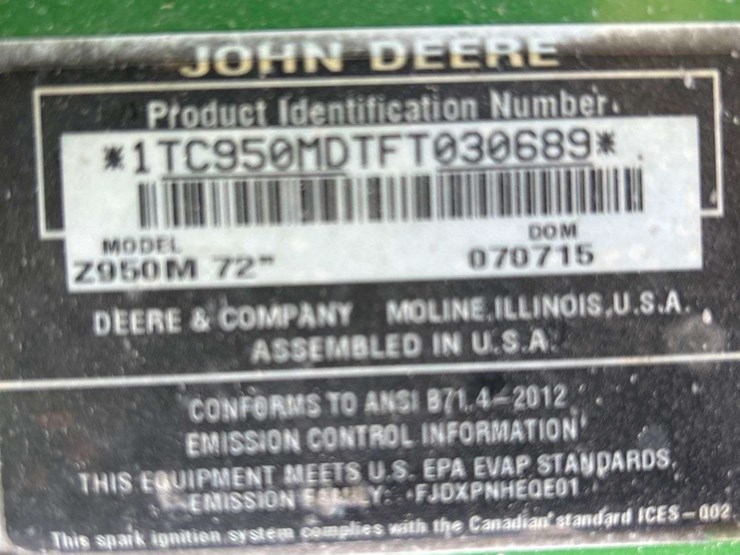 JOHN DEERE
Product Identification Number.
*1TC950MDTFT030689*
MODEL DOM
Z950M 72" 070715
DEERE & COMPANY MOLINE, ILLINOIS, U.S.A.
ASSEMBLED IN U.S.A.
CONFORMS TO ANSI B71.4-2012
EMISSION CONTROL INFORMATION
THIS EQUIPMENT MEETS U.S. EPA EVAP STANDARDS.
EMISSION FAMILY: FJDXPNHEQE01
This spark ignition system complies with the Canadian standard ICES-002.